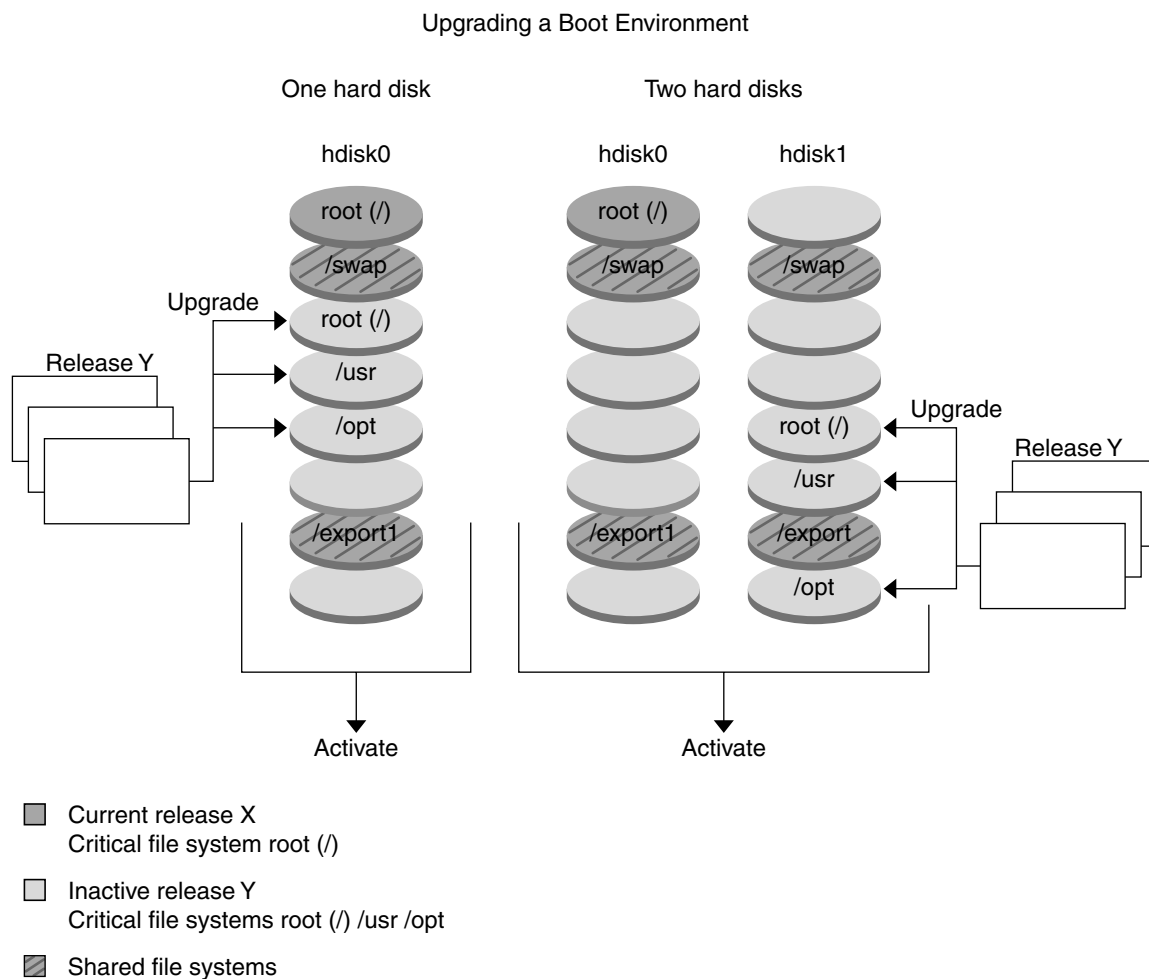 Upgrading a Boot Environment
One hard disk
Two hard disks
hdisk0
hdisk0
hdisk1
root (/)
/swap
Upgrade
root (/)
Release Y
/usr
/opt
/export1
root (/)
/swap
/export1
/swap
root (/)
Upgrade
/usr
Release Y
/export
/opt
Activate
Activate
Current release X
Critical file system root (/)
Inactive release Y
Critical file systems root (/) /usr /opt
Shared file systems